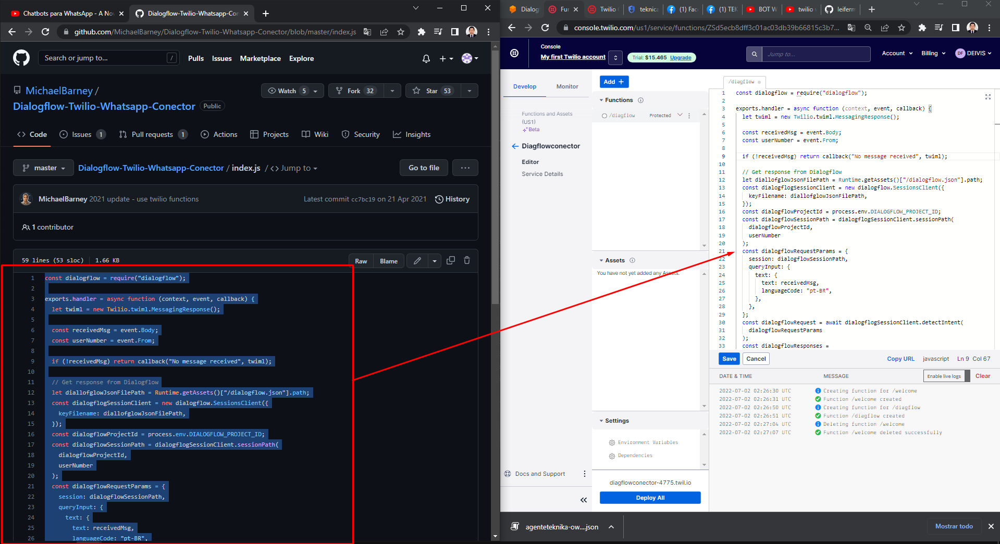 Chatbots para WhatsApp - A Nov
Dialogflow-Twilio-Whatsapp-Con
github.com/MichaelBarney/Dialogflow-Twilio-Whatsapp-Conector/blob/master/index.js
Search or jump to...
/
Pulls
Issues
Marketplace
Explore
MichaelBarney /
Dialogflow-Twilio-Whatsapp-Conector
Public
Watch 5
Fork 32
Star 53
Code
Issues 1
Pull requests 1
Actions
Projects
Wiki
Security
Insights
master
Dialogflow-Twilio-Whatsapp-Conector / index.js / <> Jump to
Go to file
...
MichaelBarney 2021 update - use twilio functions
Latest commit cc7bc19 on 21 Apr 2021
History
1 contributor
59 lines (53 sloc)
1.66 KB
Raw
Blame
1 const dialogflow = require("dialogflow");
2
3 exports.handler = async function (context, event, callback) {
4 let twiml = new Twilio.twiml.MessagingResponse();
5
6 const receivedMsg = event.Body;
7 const userNumber = event.From;
8
9 if (!receivedMsg) return callback("No message received", twiml);
10
11 // Get response from Dialogflow
12 let diallofglowJsonFilePath = Runtime.getAssets()["/dialogflow.json"].path;
13 const dialogflogSessionClient = new dialogflow.SessionsClient({
14 keyFilename: diallofglowJsonFilePath,
15 });
16 const dialogflowProjectId = process.env.DIALOGFLOW_PROJECT_ID;
17 const dialogflowSessionPath = dialogflogSessionClient.sessionPath(
18 dialogflowProjectId,
19 userNumber
20 );
21 const dialogflowRequestParams = {
22 session: dialogflowSessionPath,
23 queryInput: {
24 text: {
25 text: receivedMsg,
26 languageCode: "pt-BR",
Dialog
Fur
Twilio
teknica
(1) Fac
(1) TEK
BOT W
twilio
leiferm
console.twilio.com/us1/service/functions/ZSd5ecb8dff3c01ac03db39b66815c3b7...
Console
My first Twilio account
Trial: $15.465 Upgrade
Jump to...
Account
Billing
DF DEIVIS
Develop
Monitor
Functions and Assets
(US1)
Beta
Diagflowconector
Editor
Service Details
Docs and Support
Add +
Functions
/diagflow
Protected
Assets
You have not yet added any Assets.
Settings
Environment Variables
Dependencies
diagflowconector-4775.twil.io
Deploy All
/diagflow
1 const dialogflow = require("dialogflow");
2
3 exports.handler = async function (context, event, callback) {
4 let twiml = new Twilio.twiml.MessagingResponse();
5
6 const receivedMsg = event.Body;
7 const userNumber = event.From;
8
9 if (!receivedMsg) return callback("No message received", twiml);
10
11 // Get response from Dialogflow
12 let diallofglowJsonFilePath = Runtime.getAssets()["/dialogflow.json"].path;
13 const dialogflogSessionClient = new dialogflow.SessionsClient({
14 keyFilename: diallofglowJsonFilePath,
15 });
16 const dialogflowProjectId = process.env.DIALOGFLOW_PROJECT_ID;
17 const dialogflowSessionPath = dialogflogSessionClient.sessionPath(
18 dialogflowProjectId,
19 userNumber
20 );
21 const dialogflowRequestParams = {
22 session: dialogflowSessionPath,
23 queryInput: {
24 text: {
25 text: receivedMsg,
26 languageCode: "pt-BR",
27 },
28 },
29 };
30 const dialogflowRequest = await dialogflogSessionClient.detectIntent(
31 dialogflowRequestParams
32 );
33 const dialogflowResponses =
Save
Cancel
Copy URL
javascript
Ln 9 Col 67
DATE & TIME
MESSAGE
Enable live logs
Clear
2022-07-02 02:26:30 UTC Creating function for /welcome
2022-07-02 02:26:31 UTC Function /welcome created
2022-07-02 02:26:50 UTC Creating function for /diagflow
2022-07-02 02:26:51 UTC Function /diagflow created
2022-07-02 02:27:04 UTC Deleting function /welcome
2022-07-02 02:27:07 UTC Function /welcome deleted successfully
agenteteknika-ow....json
Mostrar todo